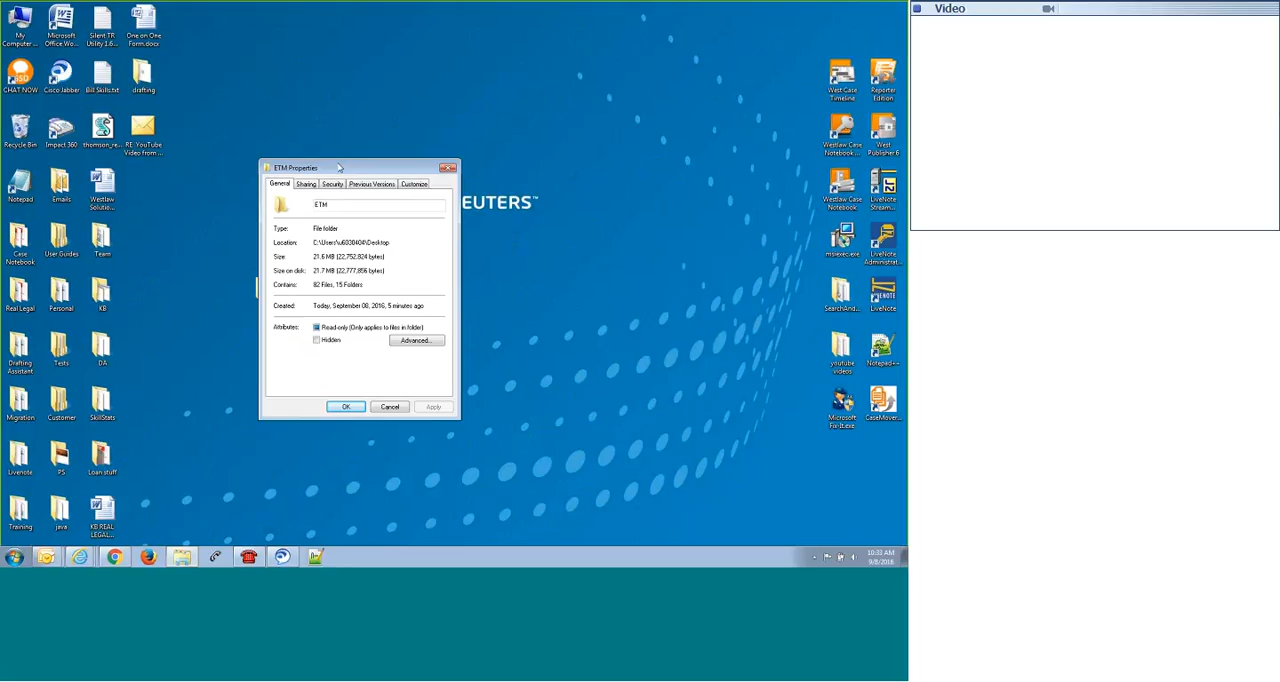 Video
My Computer...
Microsoft Office Wo...
Silent TR Utility 1.6...
One on One Form.docx
CHAT NOW
Cisco Jabber
Bill Skills.txt
drafting
Recycle Bin
Impact 360
thomson_re...
RE: YouTube Video from ...
Notepad
Emails
Westlaw Solutio...
Case Notebook
User Guides
Team
Real Legal
Personal
KB
Drafting Assistant
Tests
DA
Migration
Customer
SkillStats
Livenote
PS
Loan stuff
Training
java
KB REAL LEGAL...
ETM Properties
General
Sharing
Security
Previous Versions
Customize
ETM
Type: File folder
Location: C:\Users\u6030404\Desktop
Size: 21.6 MB (22,752,824 bytes)
Size on disk: 21.7 MB (22,777,856 bytes)
Contains: 82 Files, 15 Folders
Created: Today, September 08, 2016, 5 minutes ago
Attributes: Read-only (Only applies to files in folder)
Hidden
Advanced...
OK
Cancel
Apply
EUTERS™
West Case Timeline
Reporter Edition
Westlaw Case Notebook ...
West Publisher 6
Westlaw Case Notebook
LiveNote Stream...
msiexec.exe
LiveNote Administrat...
SearchAnd...
LiveNote
youtube videos
Notepad++
Microsoft Fix-It.exe
CaseMover...
10:33 AM
9/8/2016